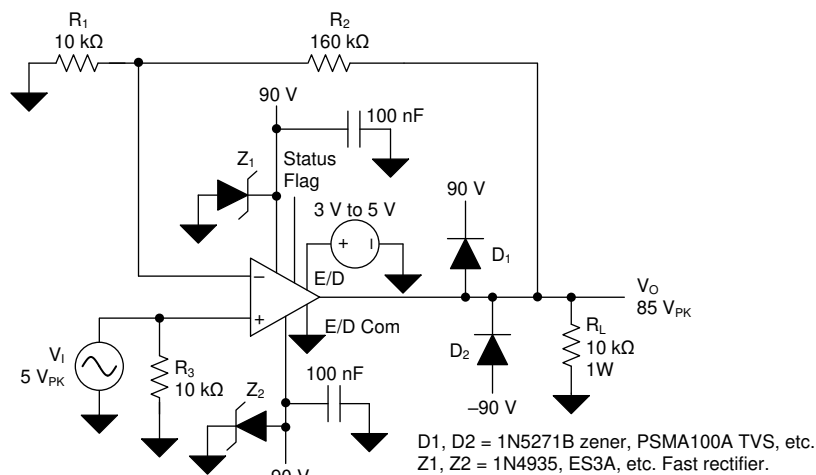 R1
10 kΩ
R2
160 kΩ
90 V
100 nF
Z1
Status
Flag
3 V to 5 V
90 V
+
I
D1
−
E/D
VO
85 VPK
+
E/D Com
VI
5 VPK
R3
10 kΩ
D2
RL
10 kΩ
1W
Z2
100 nF
–90 V
D1, D2 = 1N5271B zener, PSMA100A TVS, etc.
Z1, Z2 = 1N4935, ES3A, etc. Fast rectifier.